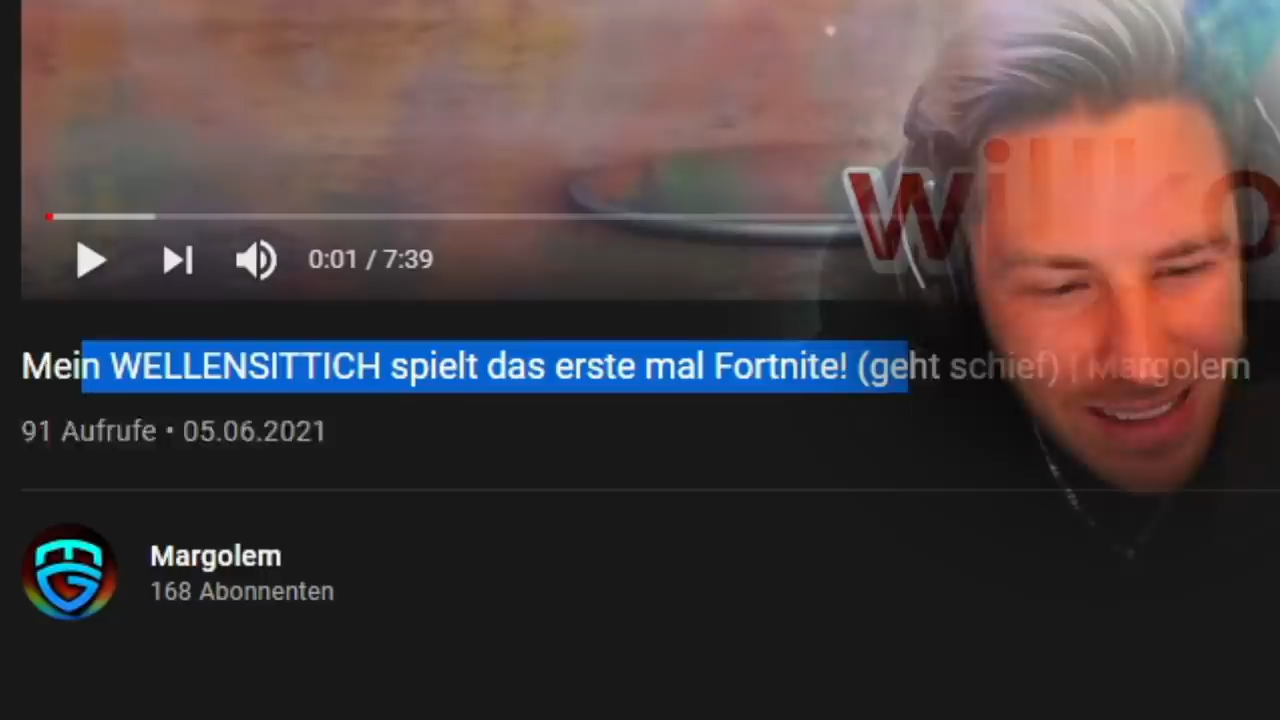 willko
0:01 / 7:39
Mein WELLENSITTICH spielt das erste mal Fortnite! (geht schief) | Margolem
91 Aufrufe • 05.06.2021
Margolem
168 Abonnenten